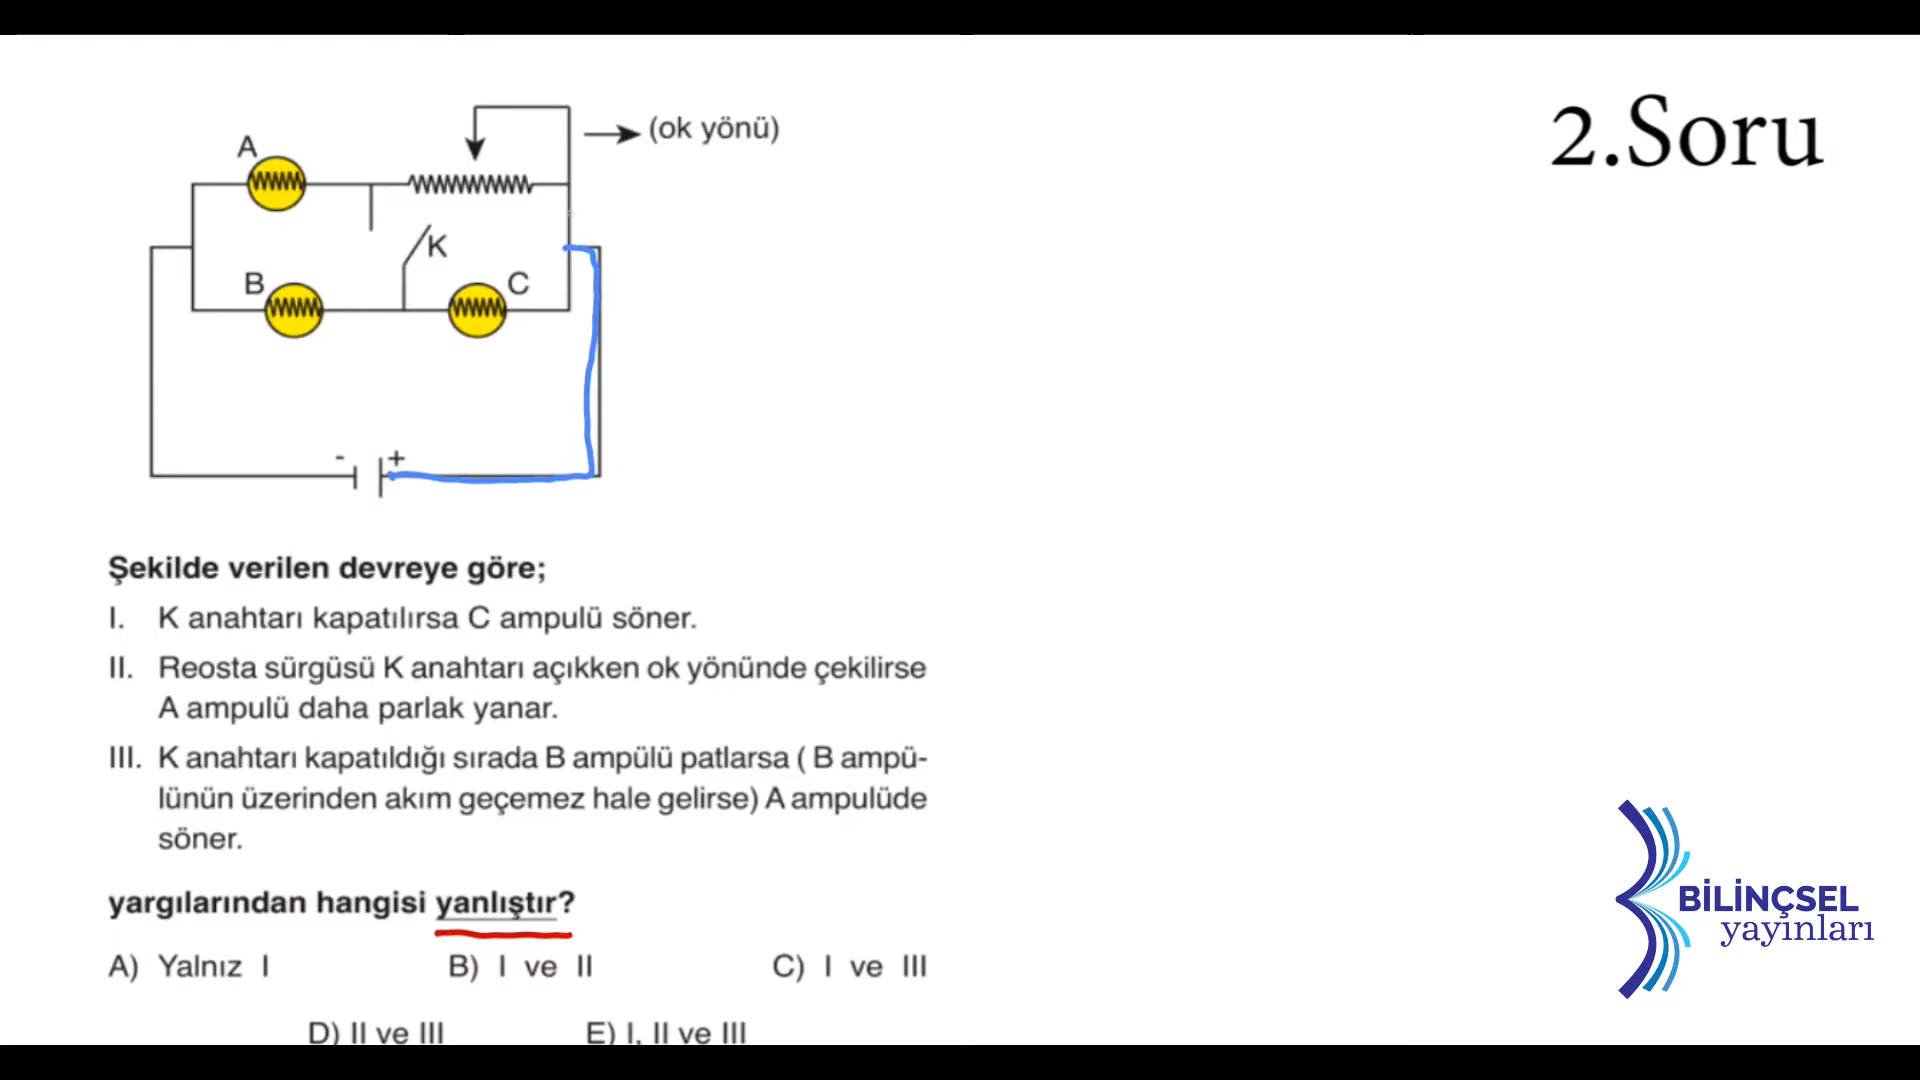 2.Soru
(ok yönü)
A
K
B
C
- +
Şekilde verilen devreye göre;
I. K anahtarı kapatılırsa C ampulü söner.
II. Reosta sürgüsü K anahtarı açıkken ok yönünde çekilirse
A ampulü daha parlak yanar.
III. K anahtarı kapatıldığı sırada B ampülü patlarsa ( B ampü-
lünün üzerinden akım geçemez hale gelirse) A ampulüde
söner.
yargılarından hangisi yanlıştır?
A) Yalnız I B) I ve II C) I ve III
D) II ve III E) I, II ve III
BİLİNÇSEL
yayınları